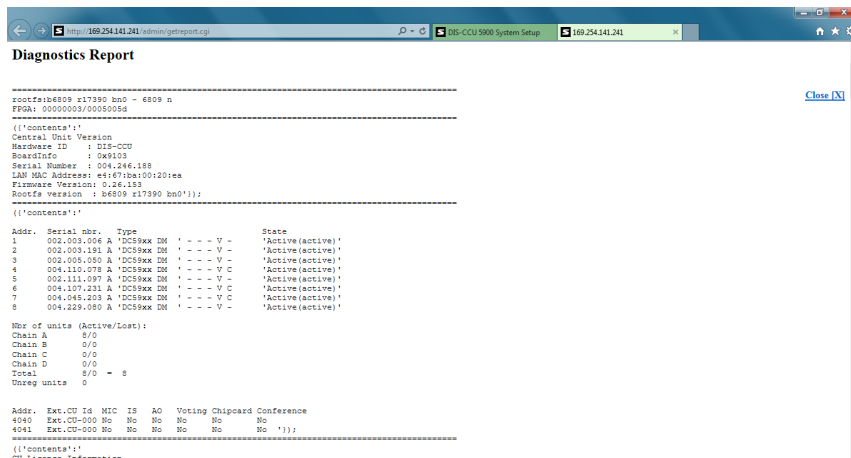 http://169.254.141.241/admin/getreport.cgi
DIS-CCU 5900 System Setup
169.254.141.241
Diagnostics Report
Close [X]
rootfs:b6809 r17390 bn0 - 6809 n
FPGA: 00000003/0005005d
({'contents':'
Central Unit Version
Hardware ID : DIS-CCU
BoardInfo : 0x9103
Serial Number : 004.246.188
LAN MAC Address: e4:67:ba:00:20:ea
Firmware Version: 0.26.153
Rootfs version : b6809 r17390 bn0'});
({'contents':'
Addr. Serial nbr. Type State
1 002.003.006 A 'DC59xx DM ' - - - V - 'Active(active)'
2 002.003.191 A 'DC59xx DM ' - - - V - 'Active(active)'
3 002.005.050 A 'DC59xx DM ' - - - V - 'Active(active)'
4 004.110.078 A 'DC59xx DM ' - - - V C 'Active(active)'
5 002.111.097 A 'DC59xx DM ' - - - V - 'Active(active)'
6 004.107.231 A 'DC59xx DM ' - - - V C 'Active(active)'
7 004.045.203 A 'DC59xx DM ' - - - V C 'Active(active)'
8 004.229.080 A 'DC59xx DM ' - - - V - 'Active(active)'
Nbr of units (Active/Lost):
Chain A 8/0
Chain B 0/0
Chain C 0/0
Chain D 0/0
Total 8/0 = 8
Unreg units 0
Addr. Ext.CU Id MIC IS AO Voting Chipcard Conference
4040 Ext.CU-000 No No No No No No
4041 Ext.CU-000 No No No No No No '});
({'contents':'
CU License Information